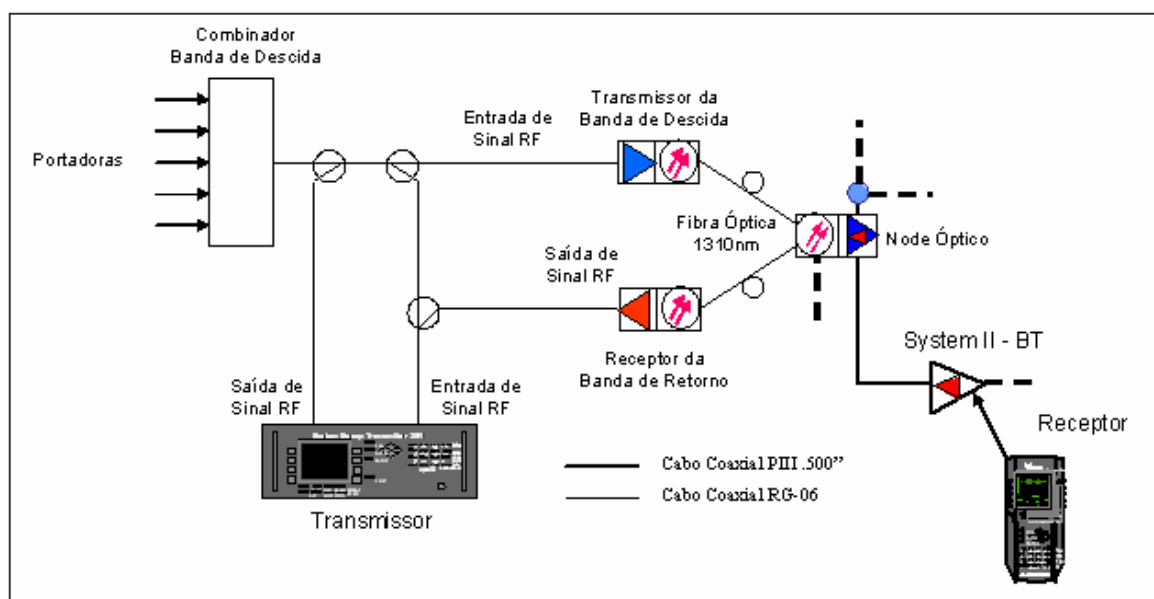 Combinador
Banda de Descida
Portadoras
Entrada de
Sinal RF
Transmissor da
Banda de Descida
Fibra Óptica
1310nm
Node Óptico
Saída de
Sinal RF
Receptor da
Banda de Retorno
System II - BT
Receptor
Saída de
Sinal RF
Entrada de
Sinal RF
Transmissor
Cabo Coaxial PIII .500”
Cabo Coaxial RG-06